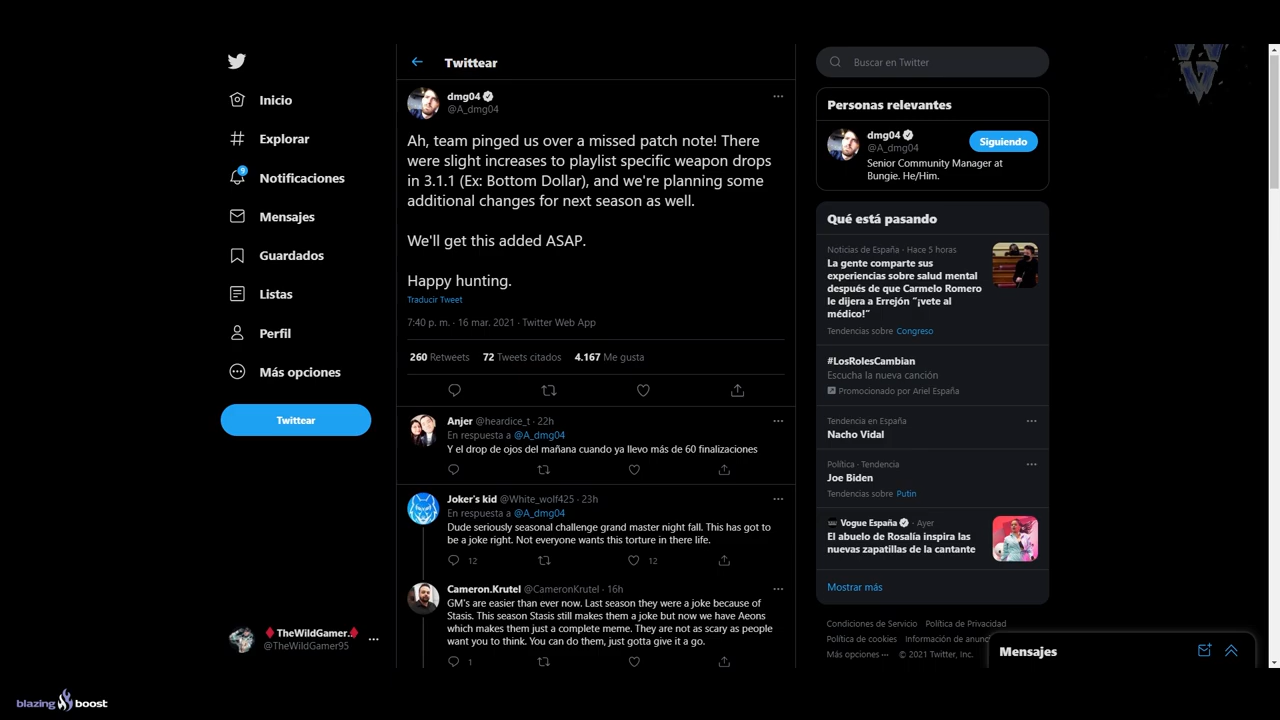 Inicio
Explorar
9
Notificaciones
Mensajes
Guardados
Listas
Perfil
Más opciones
Twittear
TheWildGamer..
@TheWildGamer95
Twittear
dmg04
@A_dmg04
Ah, team pinged us over a missed patch note! There
were slight increases to playlist specific weapon drops
in 3.1.1 (Ex: Bottom Dollar), and we're planning some
additional changes for next season as well.
We'll get this added ASAP.
Happy hunting.
Traducir Tweet
7:40 p. m. · 16 mar. 2021 · Twitter Web App
260 Retweets 72 Tweets citados 4.167 Me gusta
Anjer @heardice_t · 22h
En respuesta a @A_dmg04
Y el drop de ojos del mañana cuando ya llevo más de 60 finalizaciones
Joker's kid @White_wolf425 · 23h
En respuesta a @A_dmg04
Dude seriously seasonal challenge grand master night fall. This has got to
be a joke right. Not everyone wants this torture in there life.
12 12
Cameron.Krutel @CameronKrutel · 16h
GM's are easier than ever now. Last season they were a joke because of
Stasis. This season Stasis still makes them a joke but now we have Aeons
which makes them just a complete meme. They are not as scary as people
want you to think. You can do them, just gotta give it a go.
1
Buscar en Twitter
Personas relevantes
dmg04
@A_dmg04
Siguiendo
Senior Community Manager at
Bungie. He/Him.
Qué está pasando
Noticias de España · Hace 5 horas
La gente comparte sus
experiencias sobre salud mental
después de que Carmelo Romero
le dijera a Errejón “¡vete al
médico!”
Tendencias sobre Congreso
#LosRolesCambian
Escucha la nueva canción
Promocionado por Ariel España
Tendencia en España
Nacho Vidal
Política · Tendencia
Joe Biden
Tendencias sobre Putin
Vogue España · Ayer
El abuelo de Rosalía inspira las
nuevas zapatillas de la cantante
Mostrar más
Condiciones de Servicio Política de Privacidad
Política de cookies Información de anunc
Más opciones ··· © 2021 Twitter, Inc.
Mensajes
blazing boost